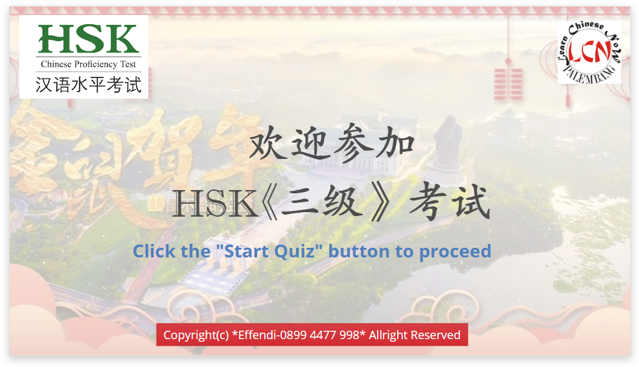 HSK
Chinese Proficiency Test
汉语水平考试
Learn Chinese Now
LCN
PALEMBANG
金鼠贺年
欢迎参加
HSK《三级》考试
Click the "Start Quiz" button to proceed
Copyright(c) *Effendi-0899 4477 998* Allright Reserved